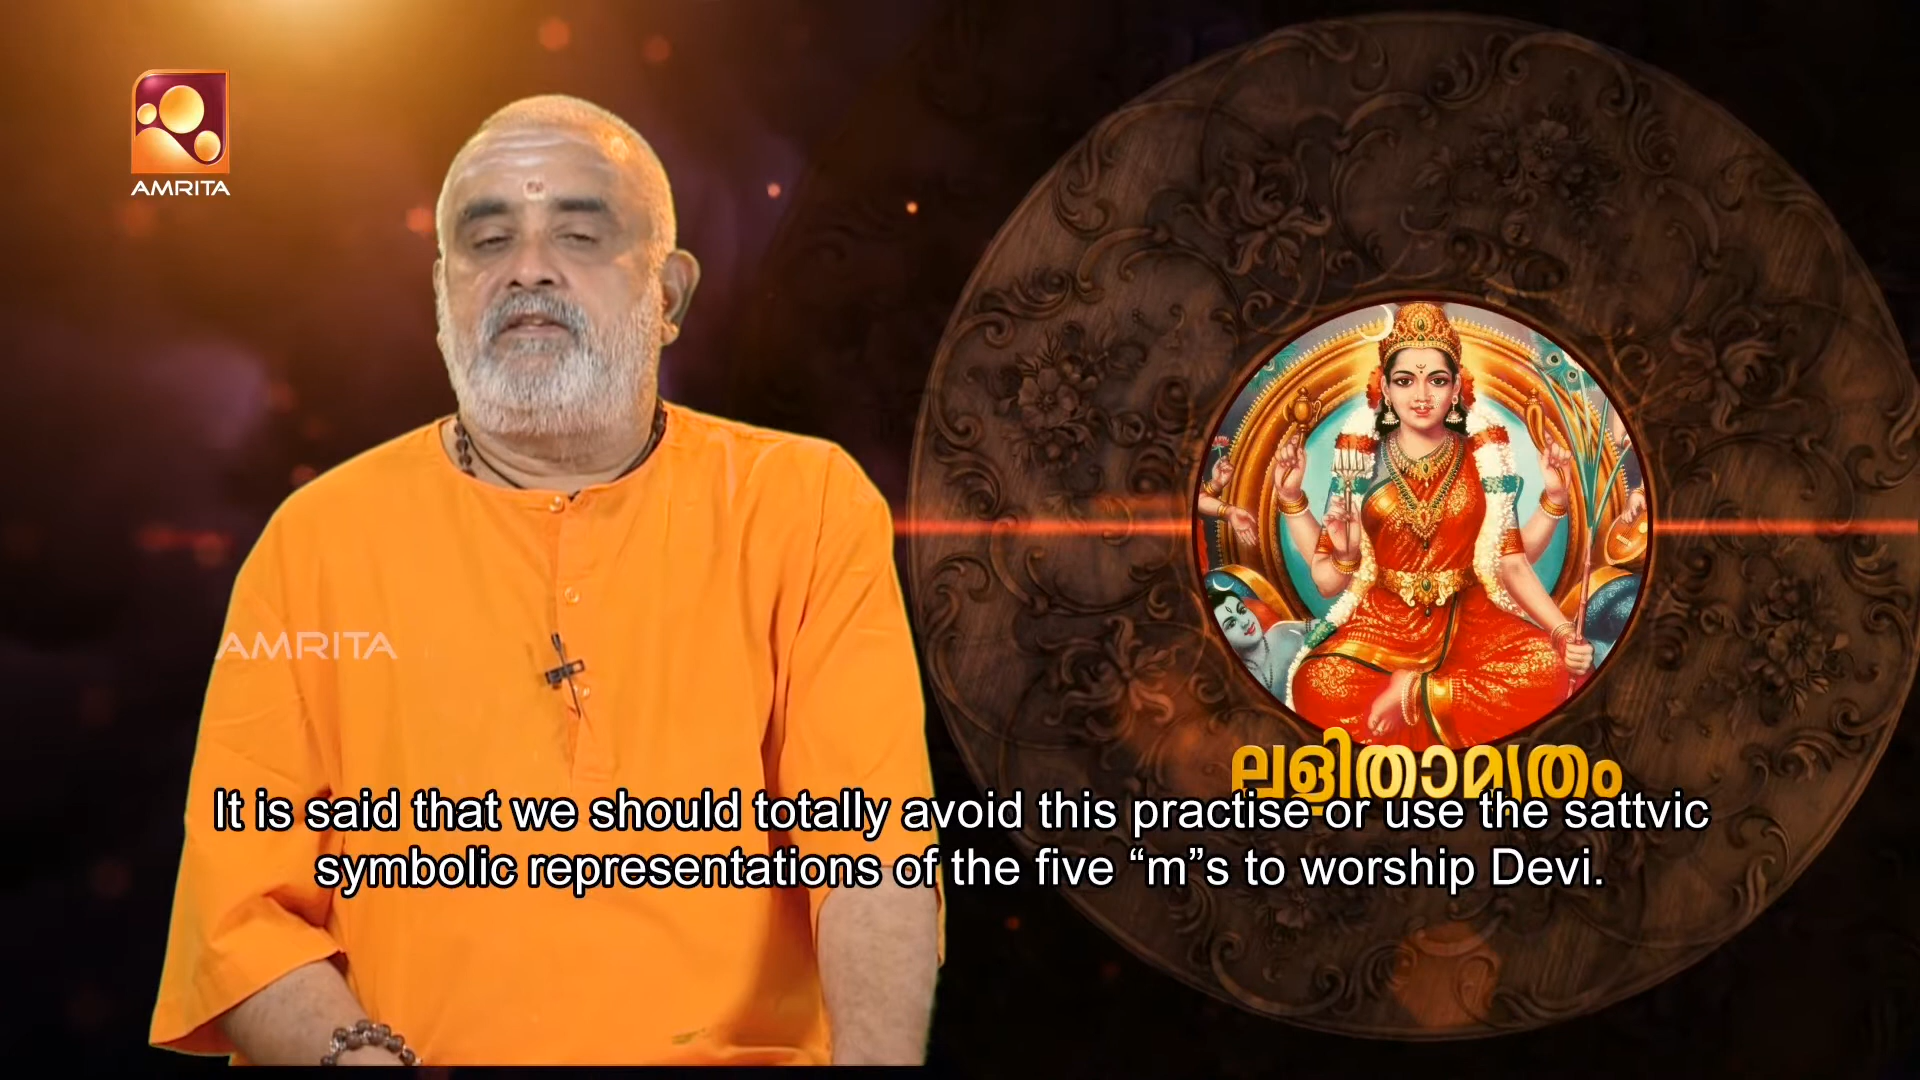 AMRITA
AMRITA
ലളിതാമൃതം
It is said that we should totally avoid this practise or use the sattvic
symbolic representations of the five “m”s to worship Devi.